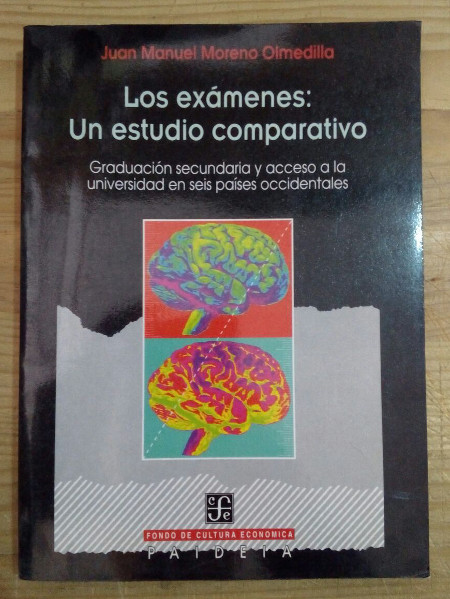 Juan Manuel Moreno Olmedilla
Los exámenes:
Un estudio comparativo
Graduación secundaria y acceso a la
universidad en seis países occidentales
cfe
FONDO DE CULTURA ECONOMICA
PAIDEIA